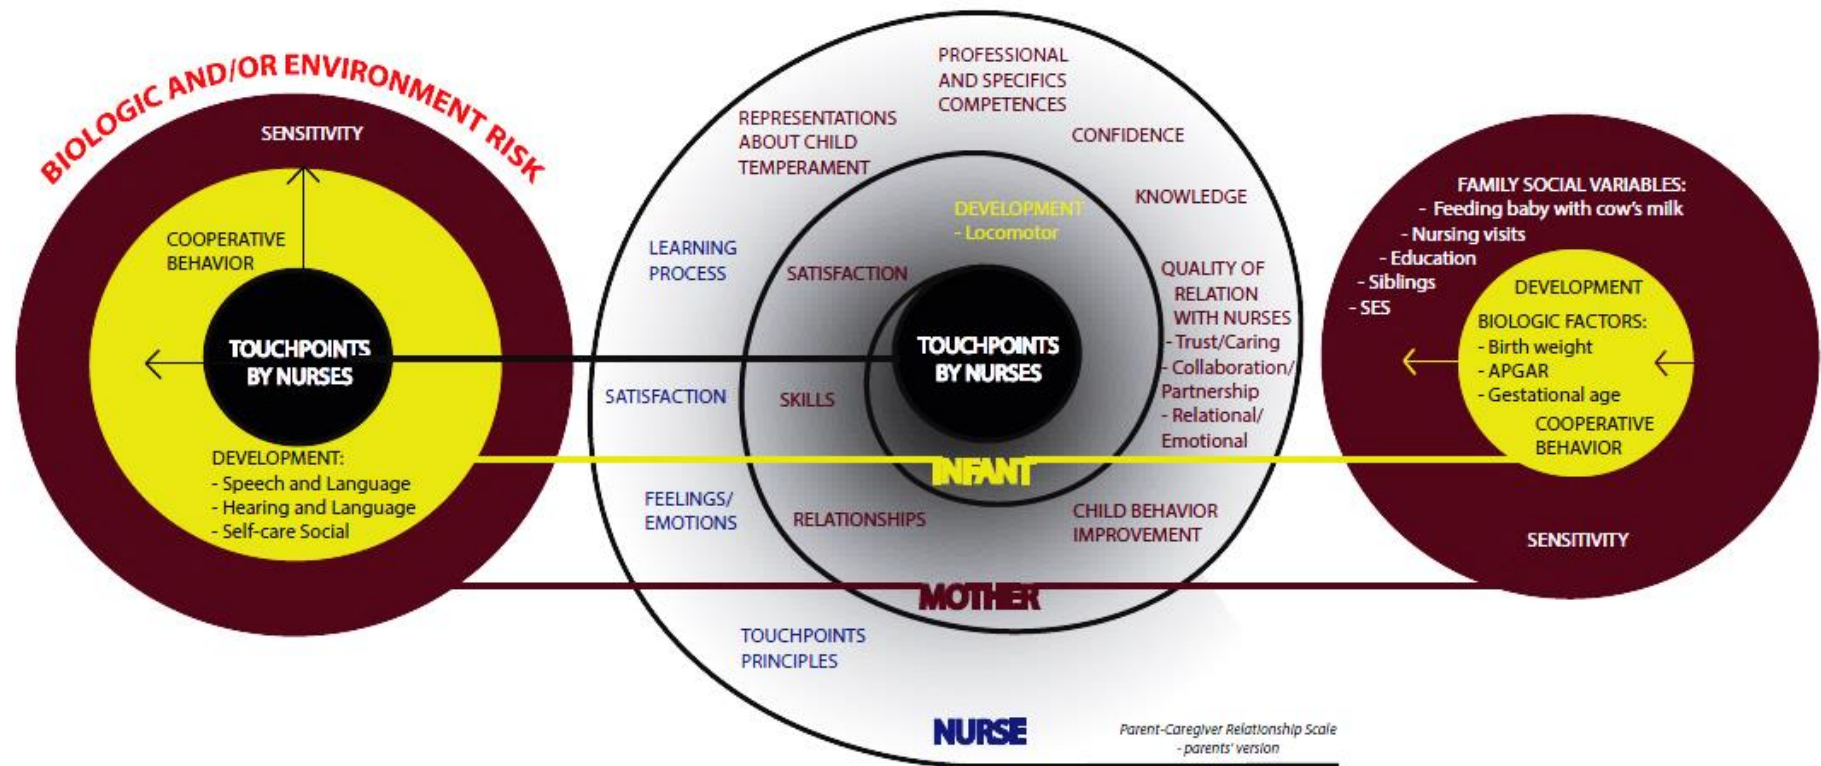 BIOLOGIC AND/OR ENVIRONMENT RISK
SENSITIVITY
COOPERATIVE
BEHAVIOR
TOUCHPOINTS
BY NURSES
DEVELOPMENT:
- Speech and Language
- Hearing and Language
- Self-care Social
PROFESSIONAL
AND SPECIFICS
COMPETENCES
REPRESENTATIONS
ABOUT CHILD
TEMPERAMENT
CONFIDENCE
KNOWLEDGE
DEVELOPMENT
- Locomotor
LEARNING
PROCESS
SATISFACTION
QUALITY OF
RELATION
WITH NURSES
- Trust/Caring
- Collaboration/
Partnership
- Relational/
Emotional
TOUCHPOINTS
BY NURSES
SATISFACTION
SKILLS
INFANT
FEELINGS/
EMOTIONS
RELATIONSHIPS
CHILD BEHAVIOR
IMPROVEMENT
MOTHER
TOUCHPOINTS
PRINCIPLES
NURSE
Parent-Caregiver Relationship Scale
- parents' version
FAMILY SOCIAL VARIABLES:
- Feeding baby with cow's milk
- Nursing visits
- Education
- Siblings
- SES
DEVELOPMENT
BIOLOGIC FACTORS:
- Birth weight
- APGAR
- Gestational age
COOPERATIVE
BEHAVIOR
SENSITIVITY